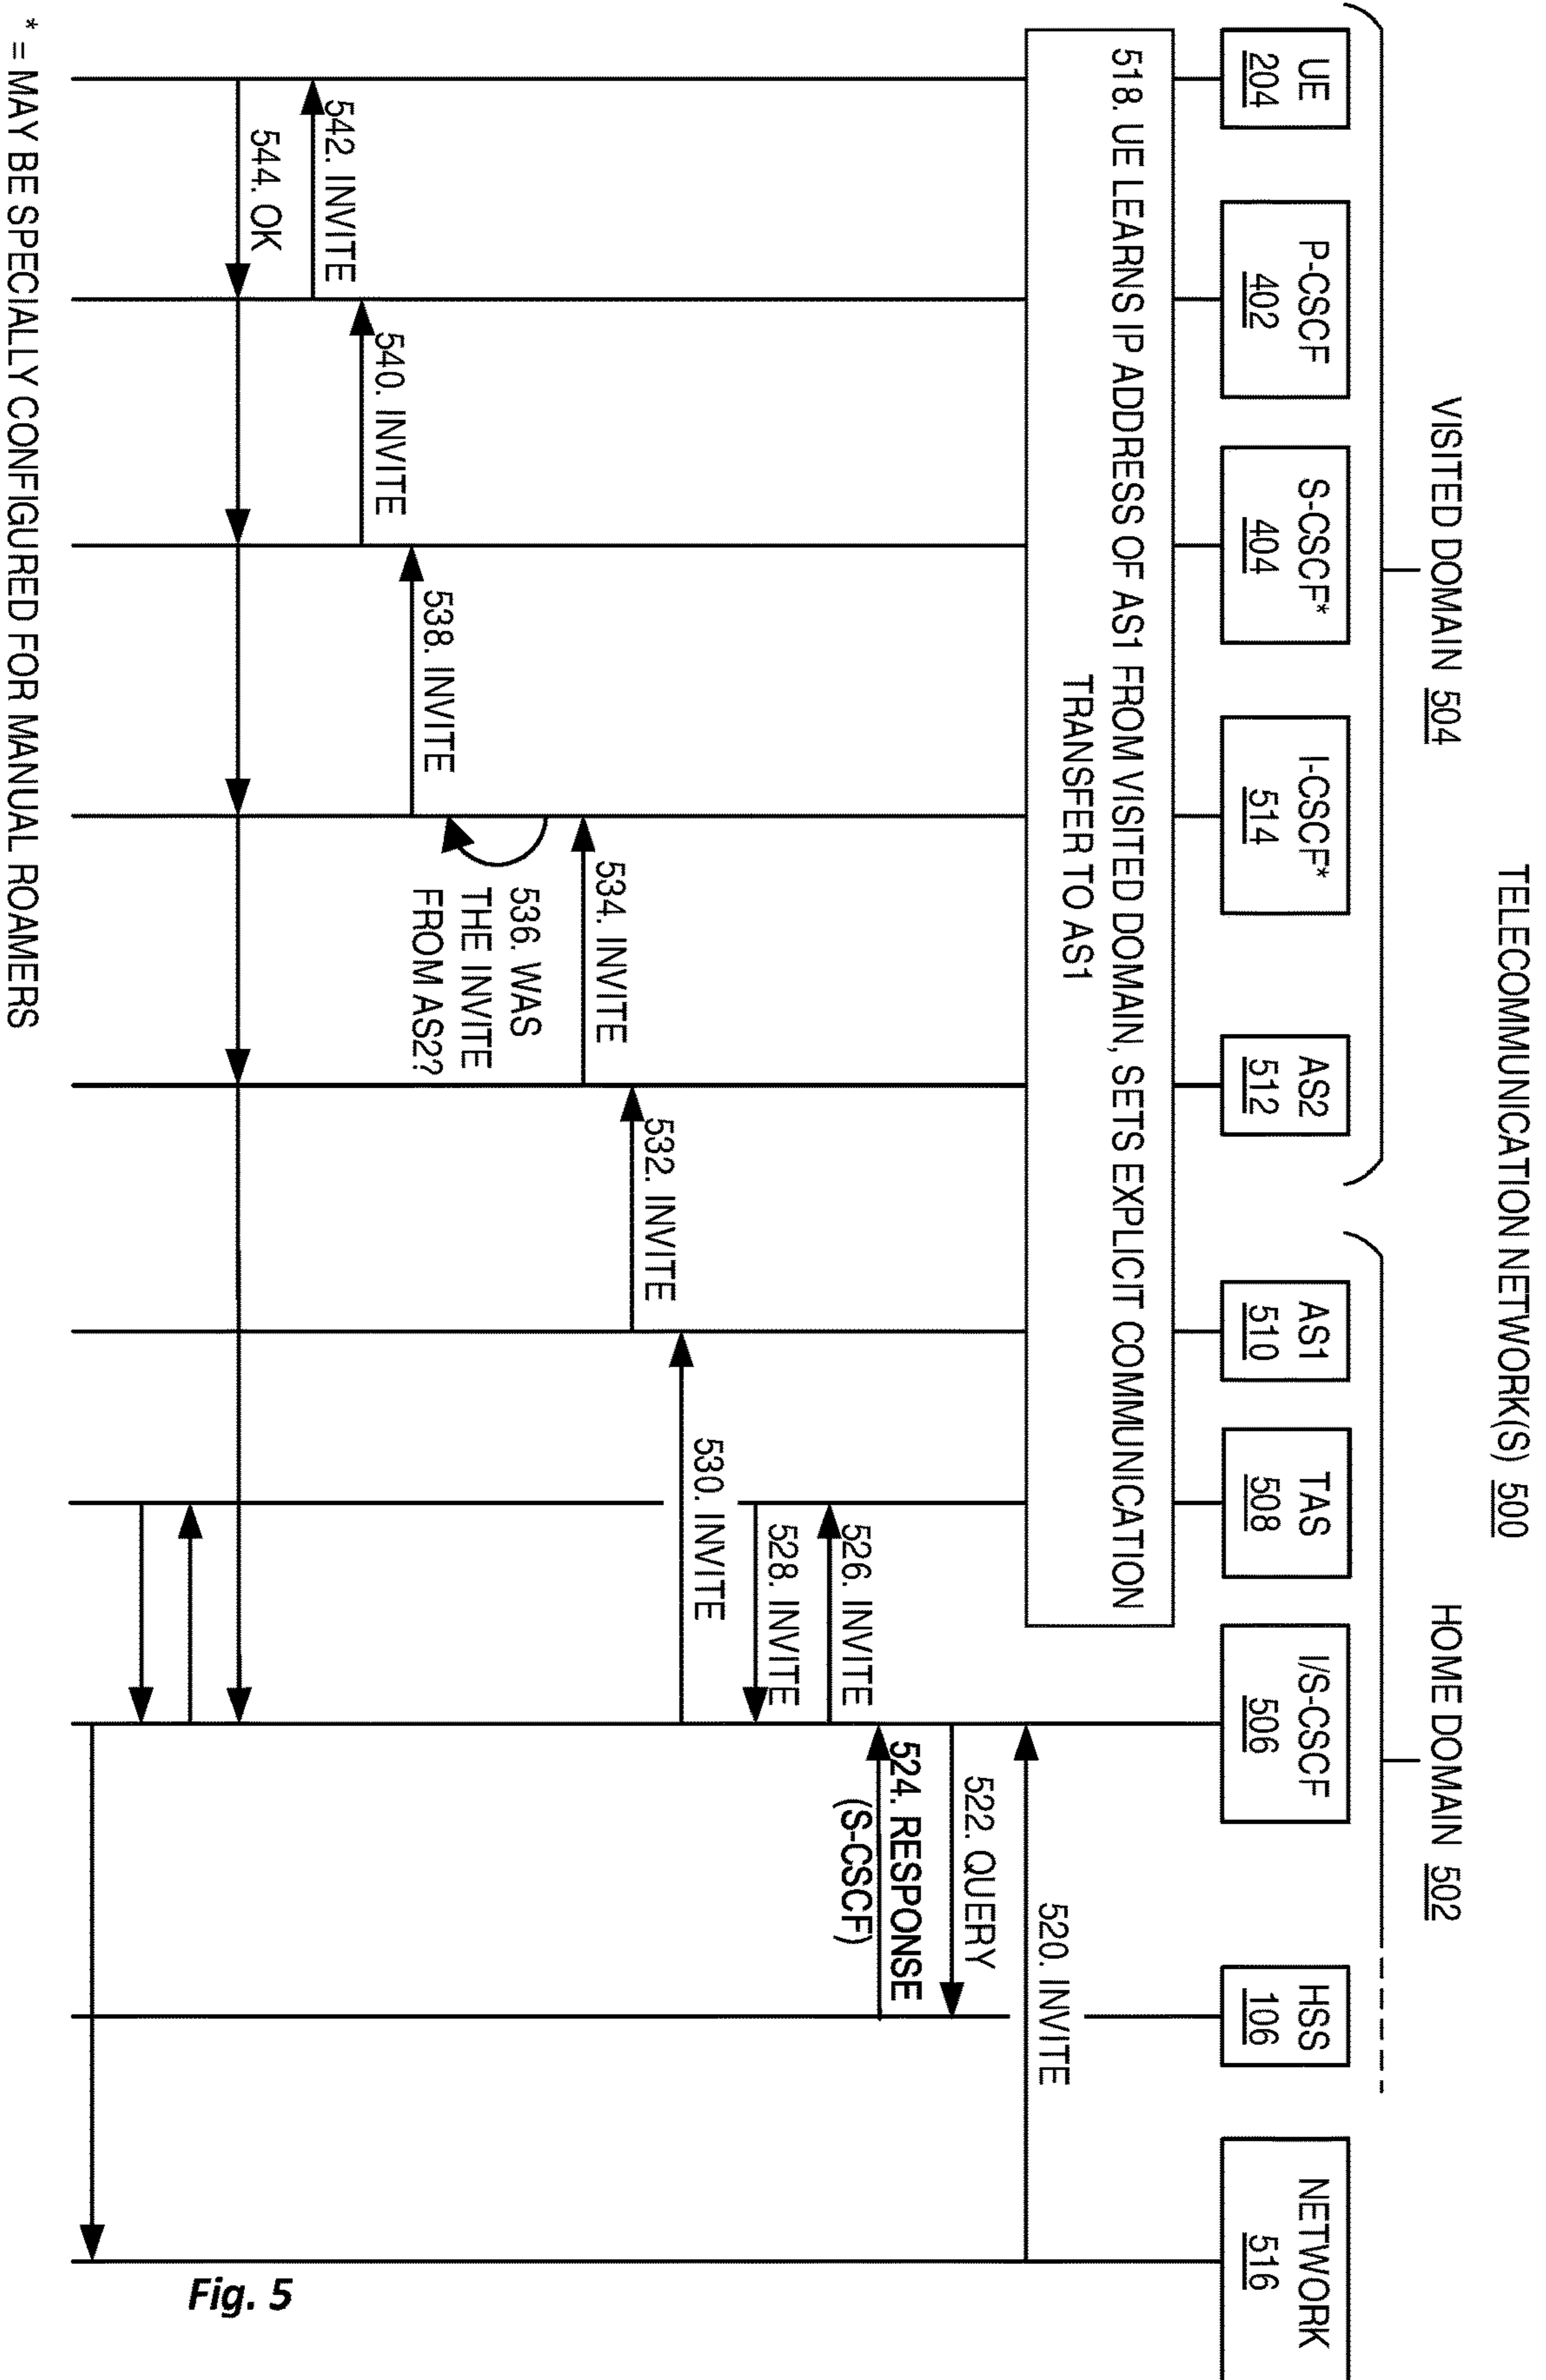 TELECOMMUNICATION NETWORK(S) 500
VISITED DOMAIN 504
HOME DOMAIN 502
UE
204
P-CSCF
402
S-CSCF*
404
I-CSCF*
514
AS2
512
AS1
510
TAS
508
I/S-CSCF
506
HSS
106
NETWORK
516
518. UE LEARNS IP ADDRESS OF AS1 FROM VISITED DOMAIN, SETS EXPLICIT COMMUNICATION
TRANSFER TO AS1
520. INVITE
522. QUERY
524. RESPONSE
(S-CSCF)
526. INVITE
528. INVITE
530. INVITE
532. INVITE
534. INVITE
536. WAS
THE INVITE
FROM AS2?
538. INVITE
540. INVITE
542. INVITE
544. OK
* = MAY BE SPECIALLY CONFIGURED FOR MANUAL ROAMERS
Fig. 5